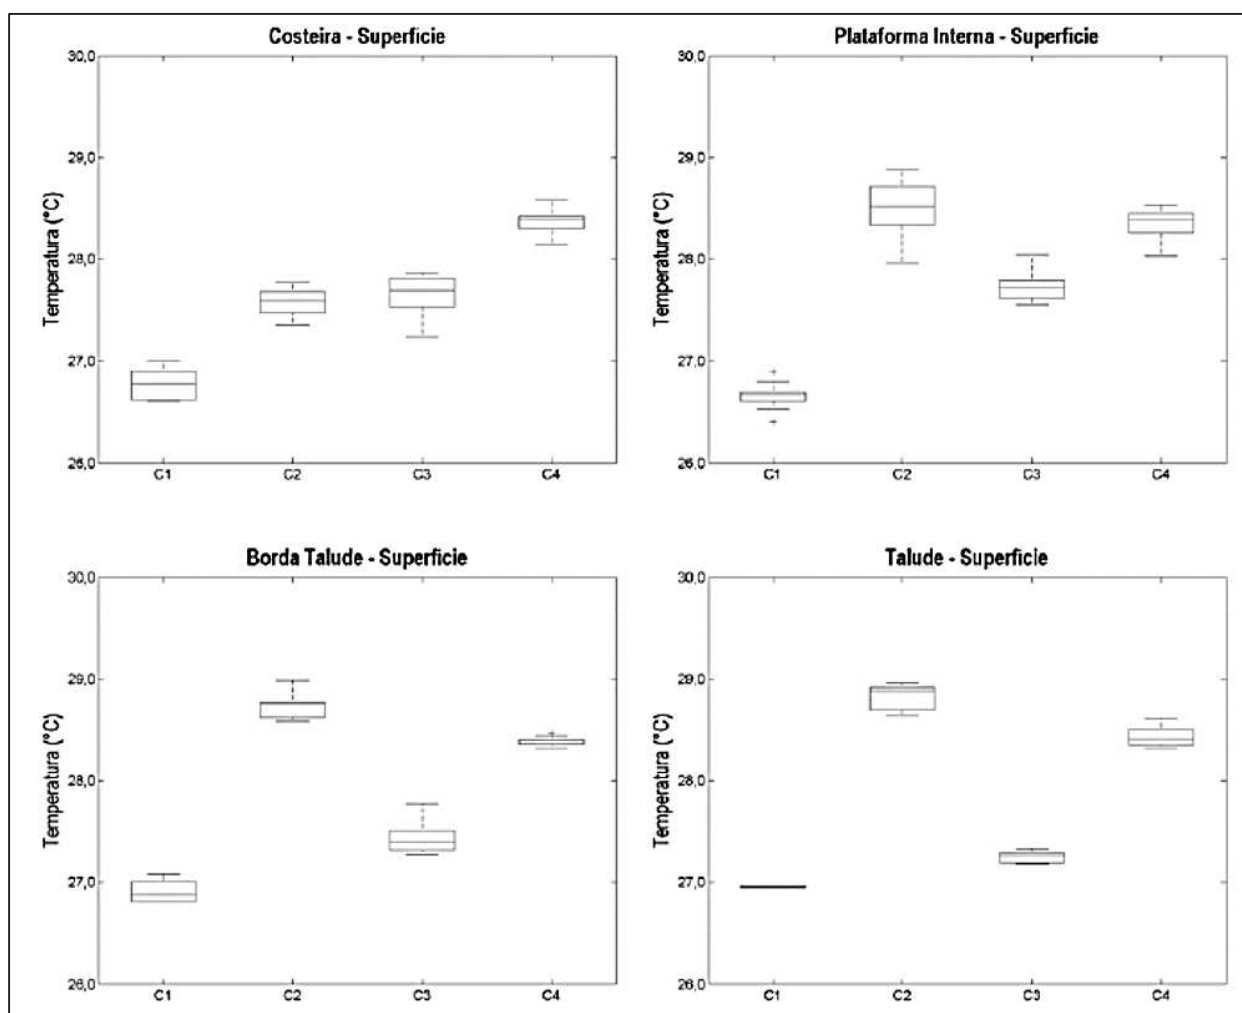 Costeira - Superficie
30,0
29,0
28,0
27,0
26,0
Temperatura (°C)
C1 C2 C3 C4
Plataforma Interna - Superficie
30,0
29,0
28,0
27,0
26,0
Temperatura (°C)
C1 C2 C3 C4
Borda Talude - Superficie
30,0
29,0
28,0
27,0
26,0
Temperatura (°C)
C1 C2 C3 C4
Talude - Superficie
30,0
29,0
28,0
27,0
26,0
Temperatura (°C)
C1 C2 C3 C4